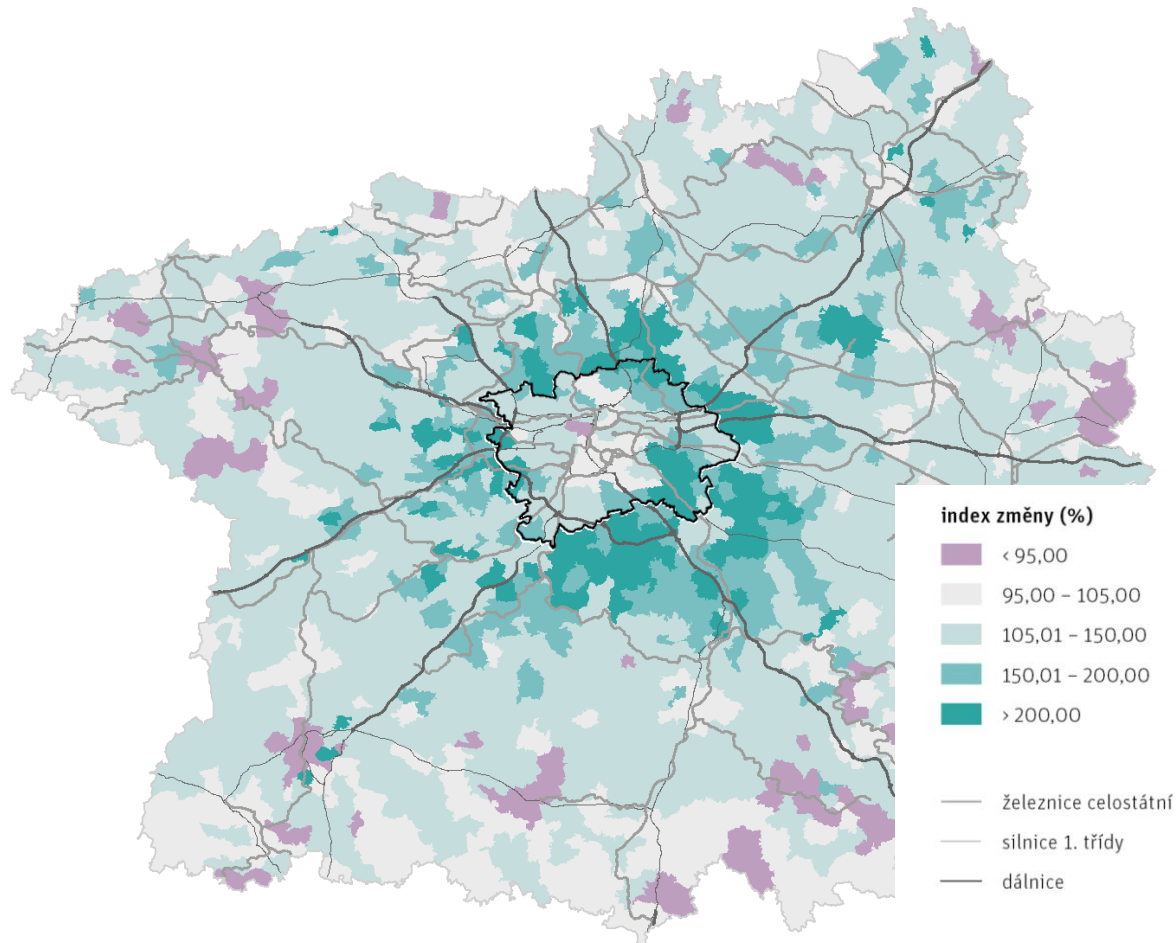 index změny (%)
< 95,00
95,00 – 105,00
105,01 – 150,00
150,01 – 200,00
> 200,00
železnice celostátní
silnice 1. třídy
dálnice